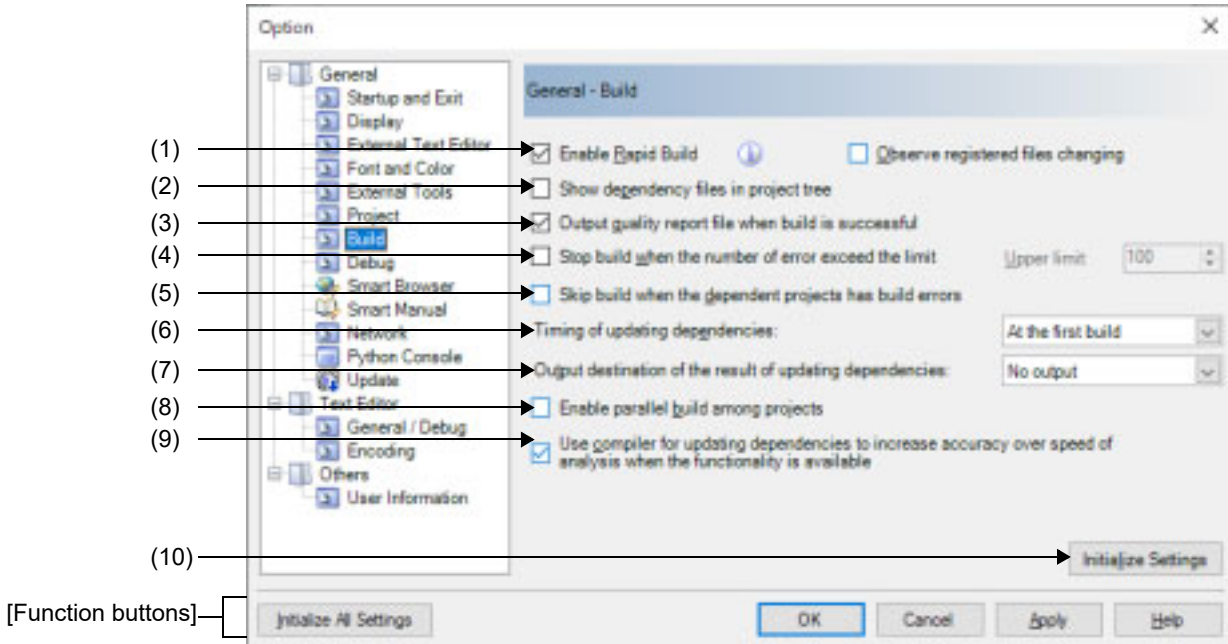 Option
General
Startup and Exit
Display
External Text Editor
Font and Color
External Tools
Project
Build
Debug
Smart Browser
Smart Manual
Network
Python Console
Update
Text Editor
General / Debug
Encoding
Others
User Information
General - Build
(1)
Enable Rapid Build
Observe registered files changing
(2)
Show dependency files in project tree
(3)
Output quality report file when build is successful
(4)
Stop build when the number of error exceed the limit
Upper limit:
100
(5)
Skip build when the dependent projects has build errors
(6)
Timing of updating dependencies:
At the first build
(7)
Output destination of the result of updating dependencies:
No output
(8)
Enable parallel build among projects
(9)
Use compiler for updating dependencies to increase accuracy over speed of
analysis when the functionality is available
(10)
Initialize Settings
[Function buttons]
Initialize All Settings
OK
Cancel
Apply
Help